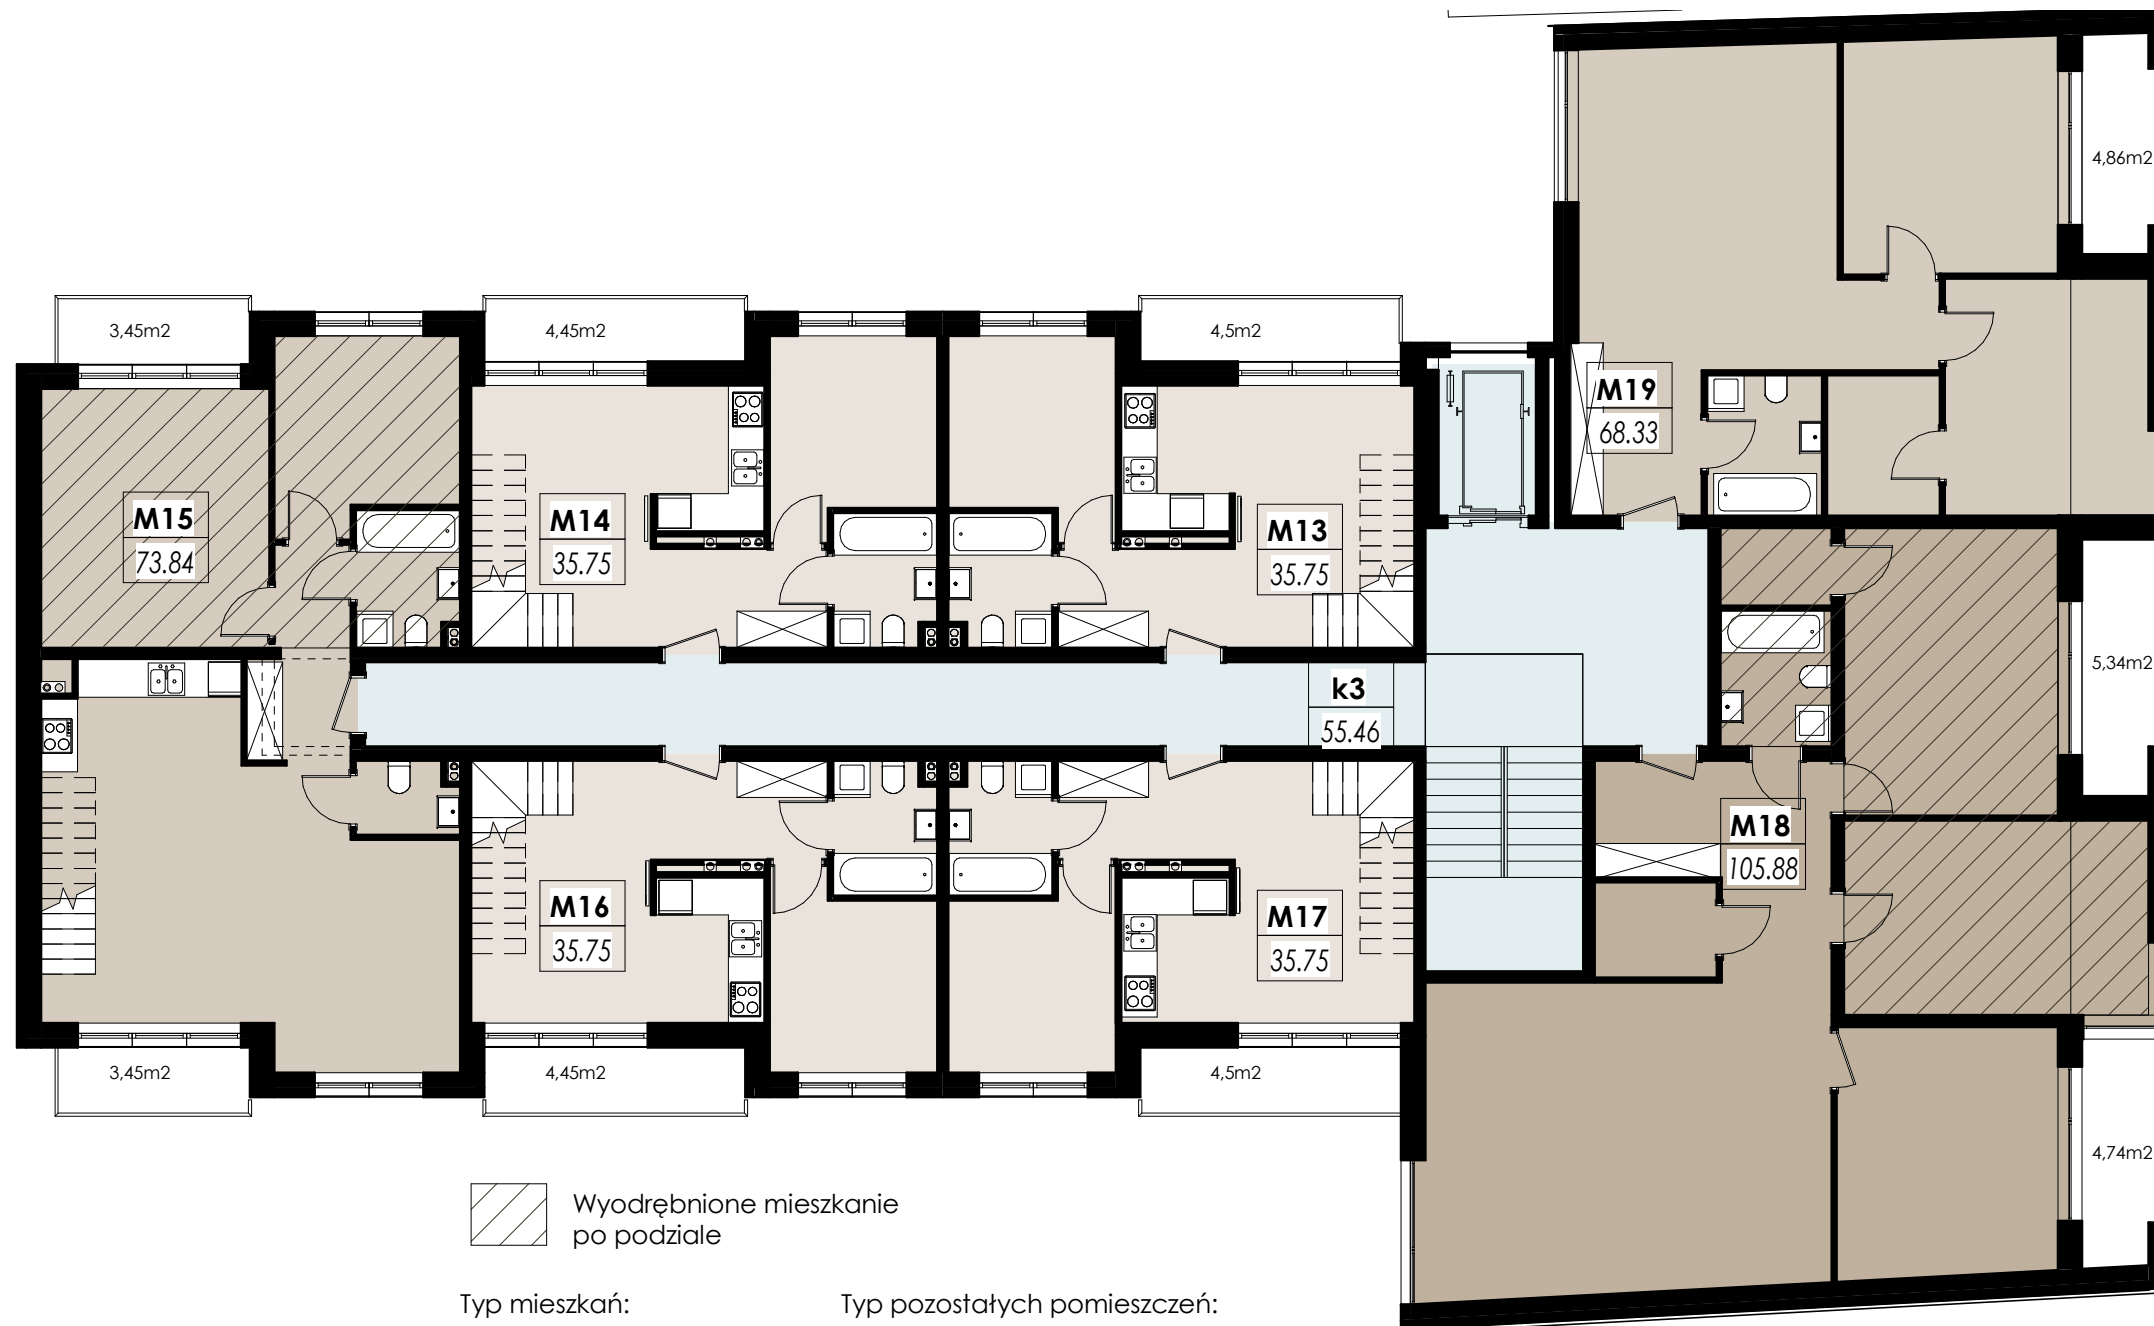 4,86m2
3,45m2
4,45m2
4,5m2
M19
68.33
M15
73.84
M14
35.75
M13
35.75
5,34m2
k3
55.46
M18
105.88
M16
35.75
M17
35.75
3,45m2
4,45m2
4,5m2
4,74m2
Wyodrębnione mieszkanie
po podziale
Typ mieszkań:
Typ pozostałych pomieszczeń: